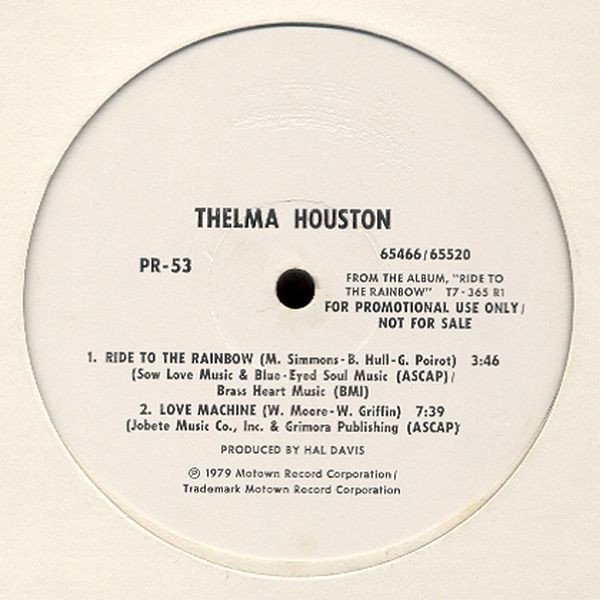 THELMA HOUSTON
65466/65520
PR-53
FROM THE ALBUM, "RIDE TO
THE RAINBOW" T7-365 R1
FOR PROMOTIONAL USE ONLY/
NOT FOR SALE
1. RIDE TO THE RAINBOW (M. Simmons-B. Hull-G. Poirot) 3:46
(Sow Love Music & Blue-Eyed Soul Music (ASCAP)/
Brass Heart Music (BMI)
2. LOVE MACHINE (W. Moore-W. Griffin) 7:39
(Jobete Music Co., Inc. & Grimora Publishing (ASCAP)
PRODUCED BY HAL DAVIS
℗ 1979 Motown Record Corporation/
Trademark Motown Record Corporation